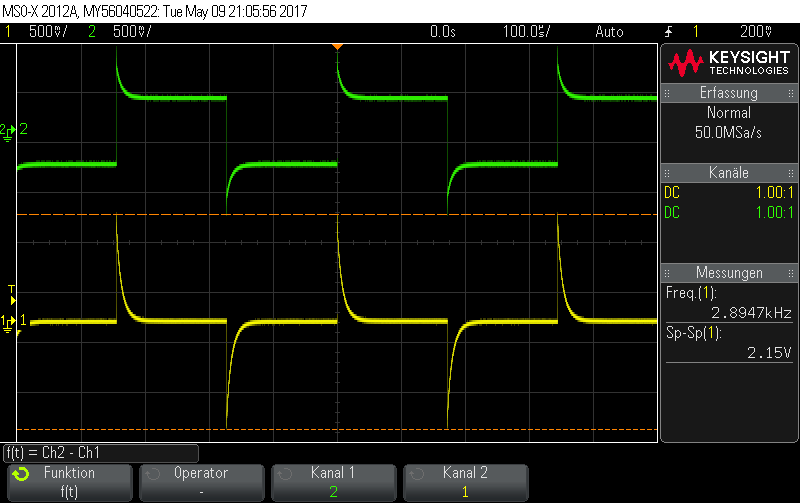 MSO-X 2012A, MY56040522: Tue May 09 21:05:56 2017
1 500mV/ 2 500mV/ 0.0s 100.0us/ Auto 1 200mV
KEYSIGHT
TECHNOLOGIES
Erfassung
Normal
50.0MSa/s
Kanäle
DC 1.00:1
DC 1.00:1
Messungen
Freq.(1):
2.8947kHz
Sp-Sp(1):
2.15V
2 2
T
1 1
f(t) = Ch2 - Ch1
Funktion
f(t)
Operator
-
Kanal 1
2
Kanal 2
1